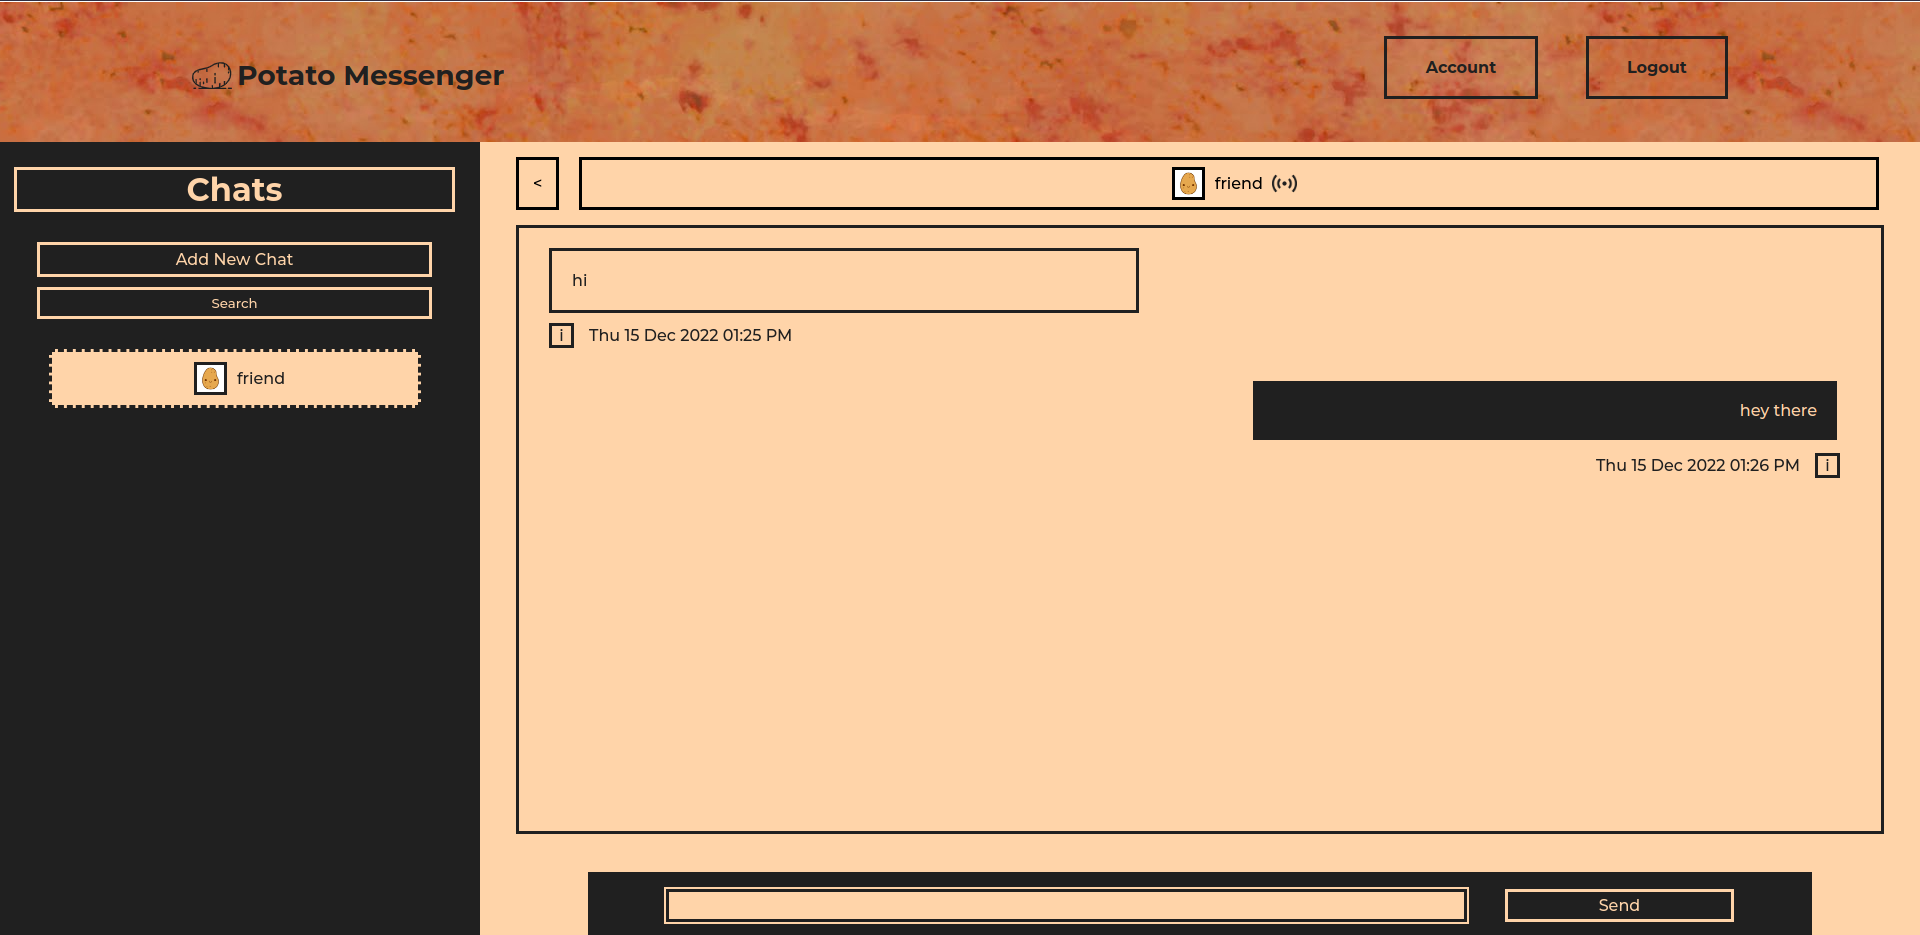 Potato Messenger
Account
Logout
Chats
Add New Chat
Search
friend
<
friend
hi
i
Thu 15 Dec 2022 01:25 PM
hey there
Thu 15 Dec 2022 01:26 PM
i
Send